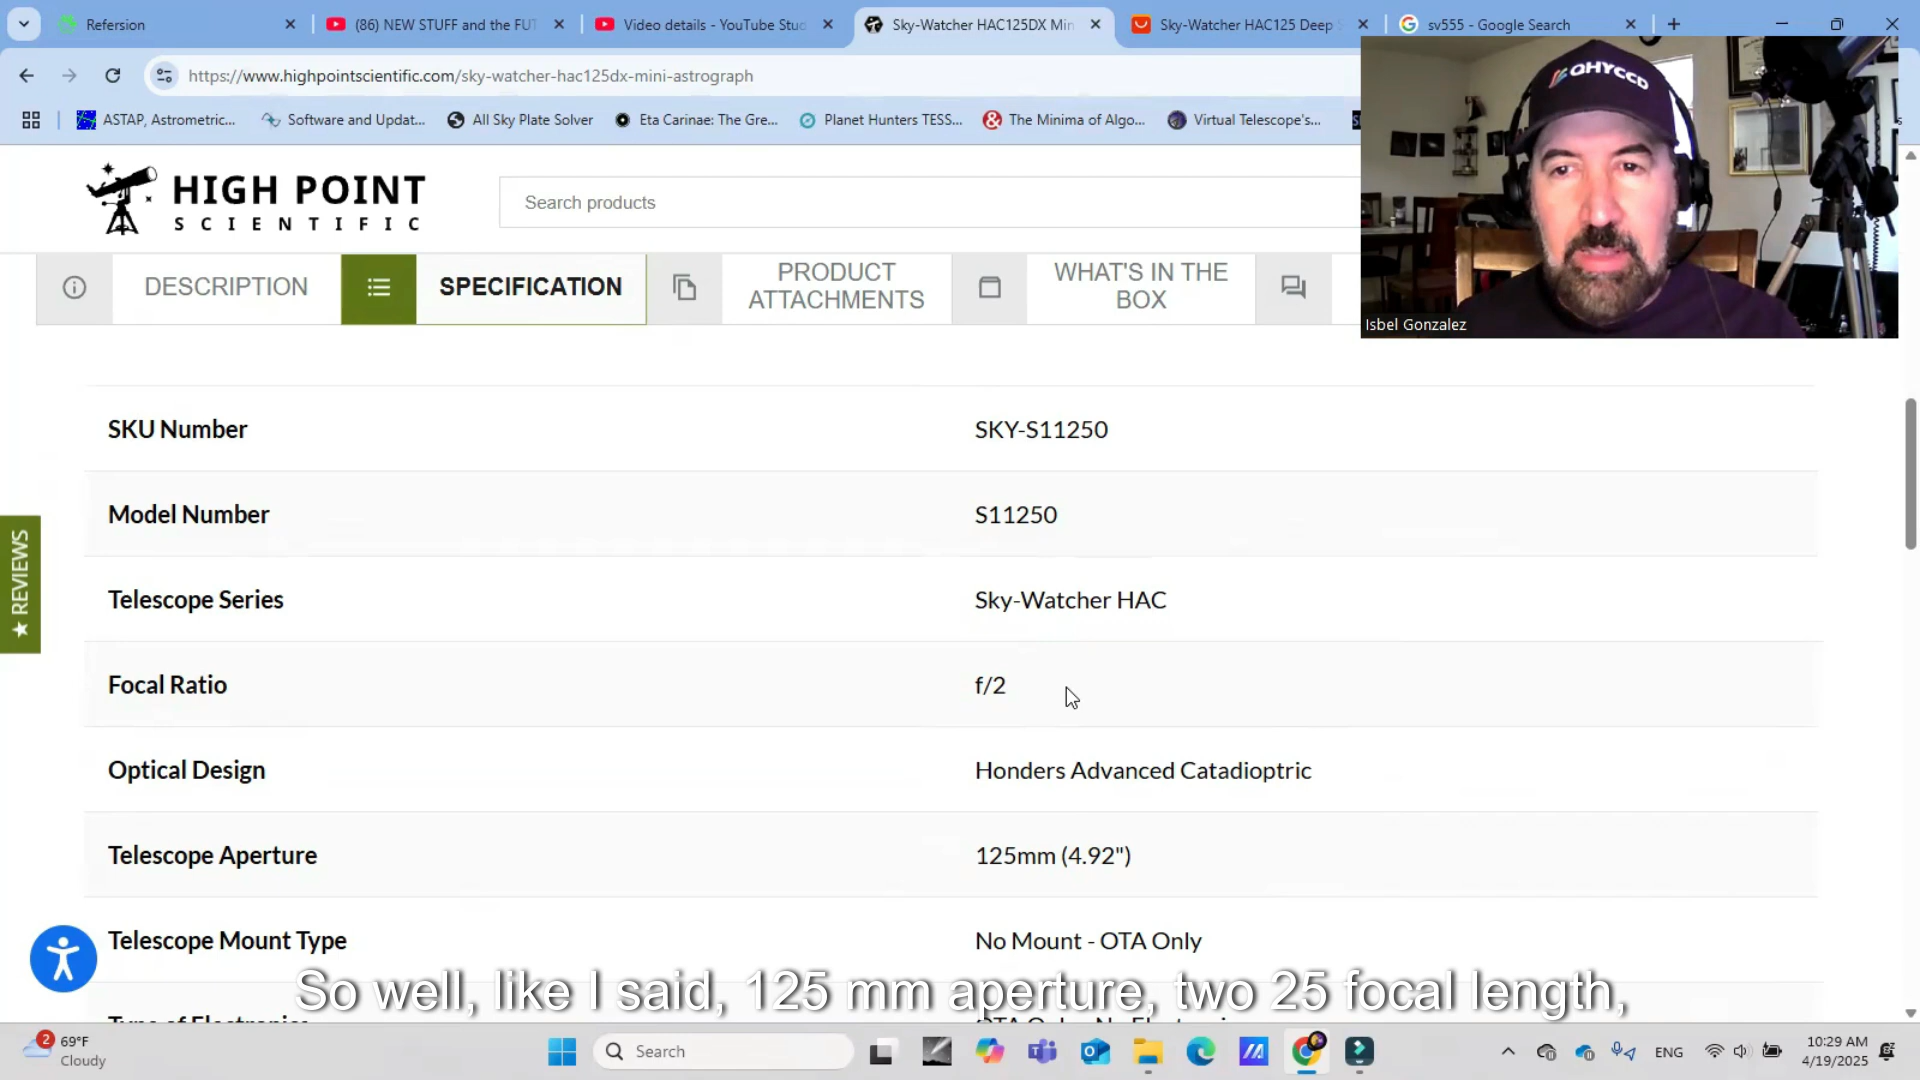 Refersion
(86) NEW STUFF and the FUT
Video details - YouTube Stud
Sky-Watcher HAC125DX Min
Sky-Watcher HAC125 Deep S
sv555 - Google Search
https://www.highpointscientific.com/sky-watcher-hac125dx-mini-astrograph
ASTAP, Astrometric...
Software and Updat...
All Sky Plate Solver
Eta Carinae: The Gre...
Planet Hunters TESS...
The Minima of Algo...
Virtual Telescope's...
QHYCCD
HIGH POINT
SCIENTIFIC
Search products
DESCRIPTION
SPECIFICATION
PRODUCT
ATTACHMENTS
WHAT'S IN THE
BOX
Isbel Gonzalez
SKU Number SKY-S11250
Model Number S11250
★ REVIEWS
Telescope Series Sky-Watcher HAC
Focal Ratio f/2
Optical Design Honders Advanced Catadioptric
Telescope Aperture 125mm (4.92")
Telescope Mount Type No Mount - OTA Only
So well, like I said, 125 mm aperture, two 25 focal length,
Type of Electronics
2
69°F
Cloudy
Search
ENG
10:29 AM
4/19/2025